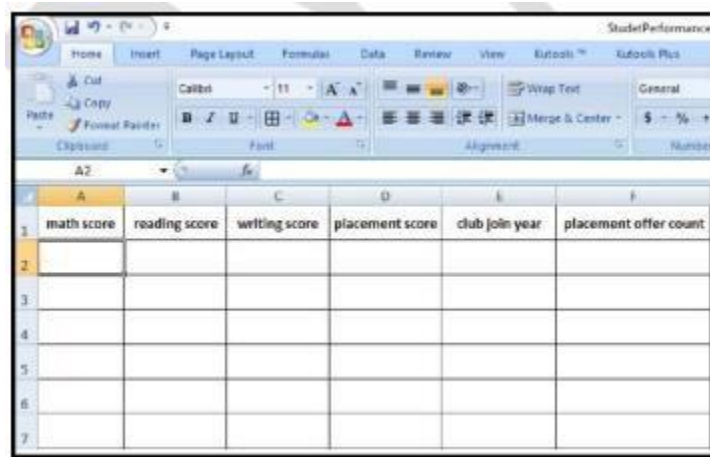 StudetPerformance
Home Insert Page Layout Formulas Data Review View Kutools ™ Kutools Plus
Cut
Copy
Format Painter
Paste
Calibri 11 A A
Wrap Text
General
B I U A
Merge & Center
$ %
Clipboard Font Alignment Number
A2 fx
A B C D E F
1 math score reading score writing score placement score club join year placement offer count
2
3
4
5
6
7